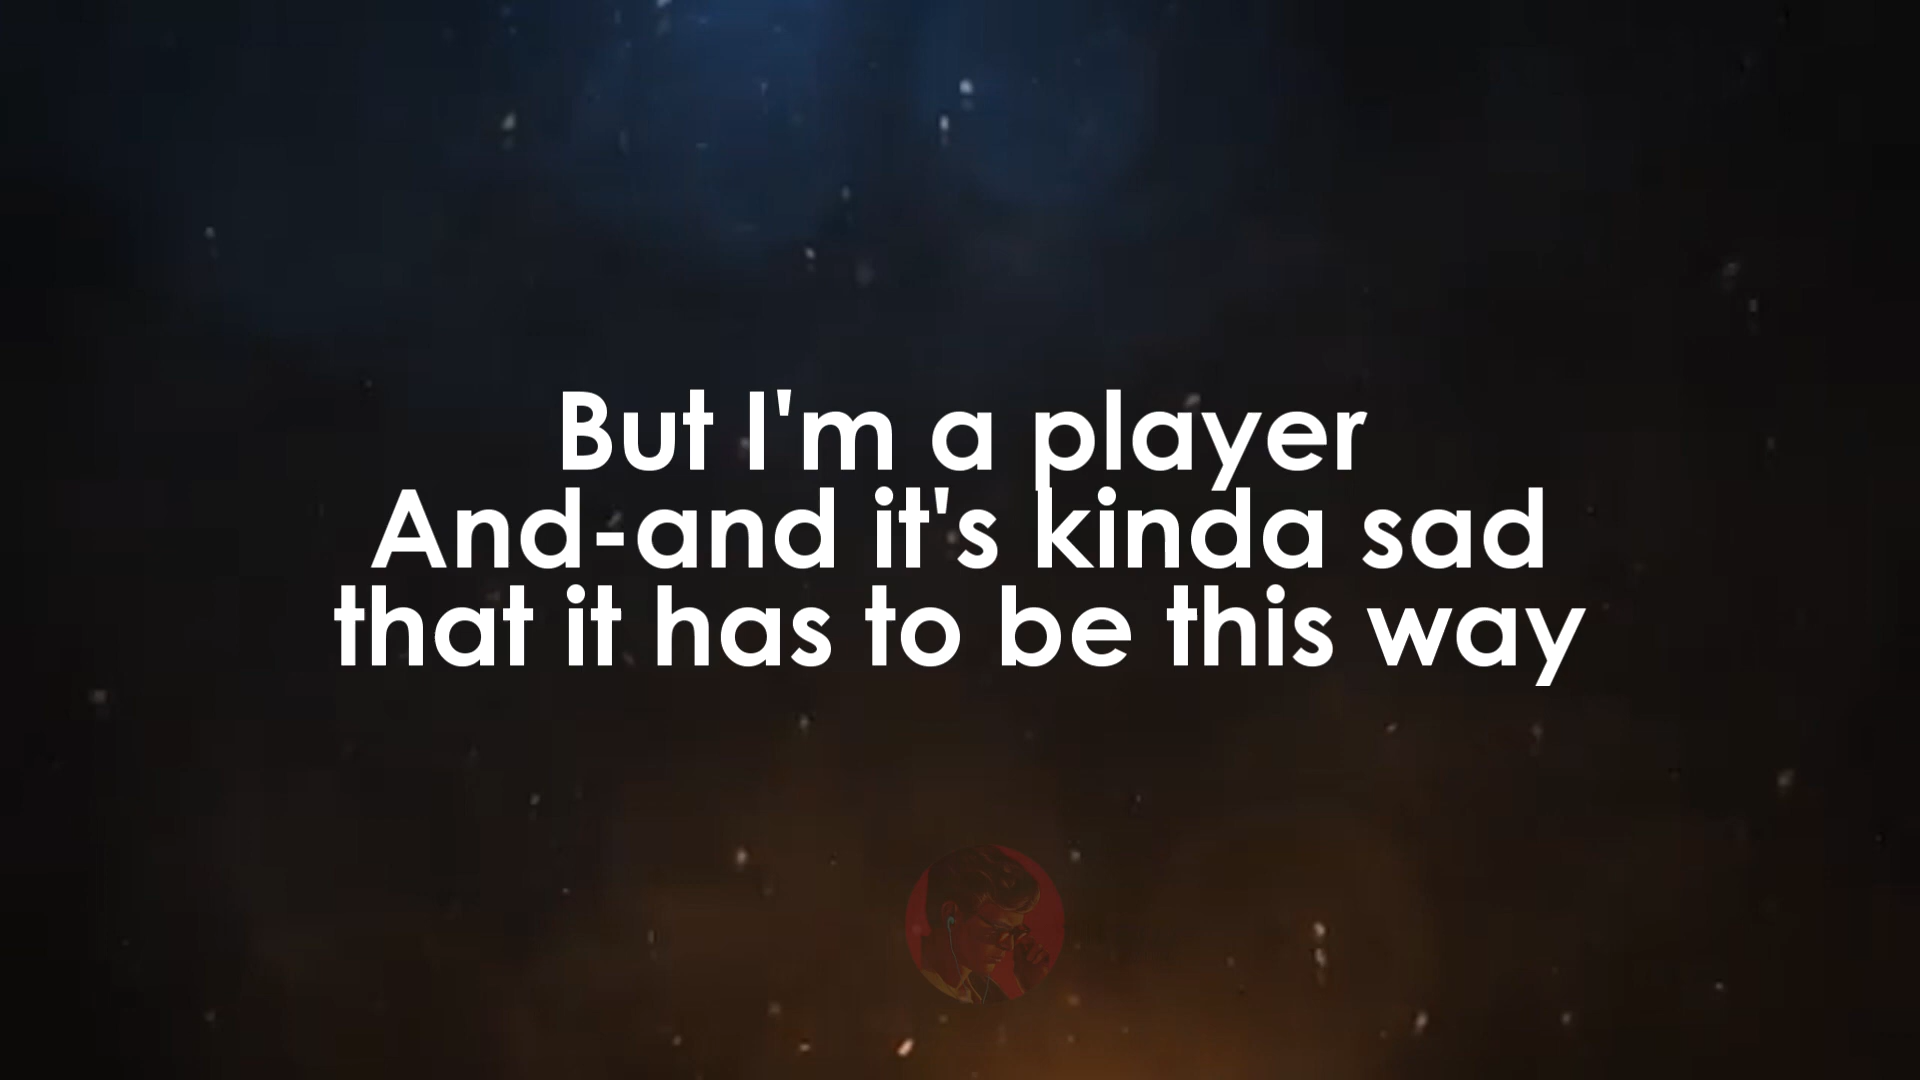 But I'm a player
And-and it's kinda sad
that it has to be this way